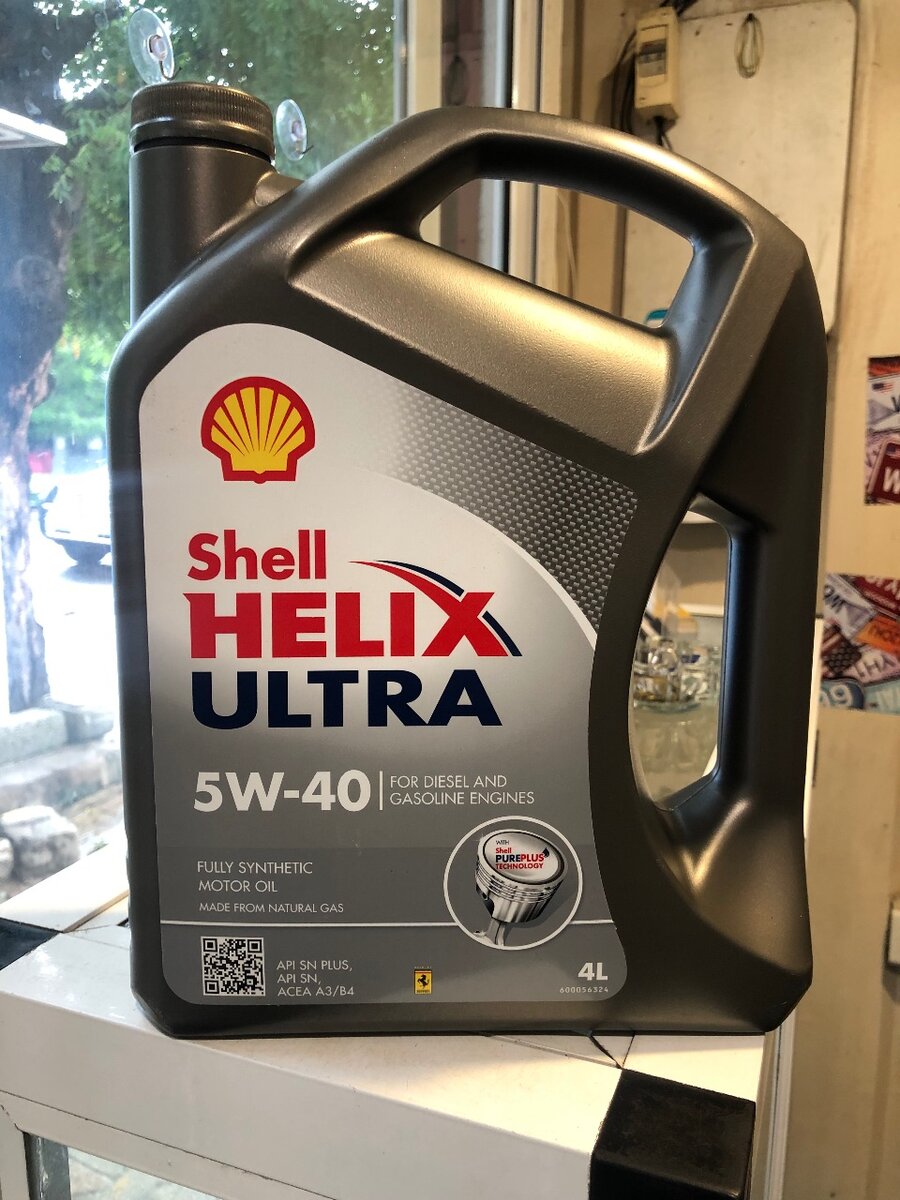 Shell
HELIX
ULTRA
5W-40
FOR DIESEL AND
GASOLINE ENGINES
WITH
Shell
PUREPLUS
TECHNOLOGY
FULLY SYNTHETIC
MOTOR OIL
MADE FROM NATURAL GAS
API SN PLUS,
API SN,
ACEA A3/B4
4L
600056324